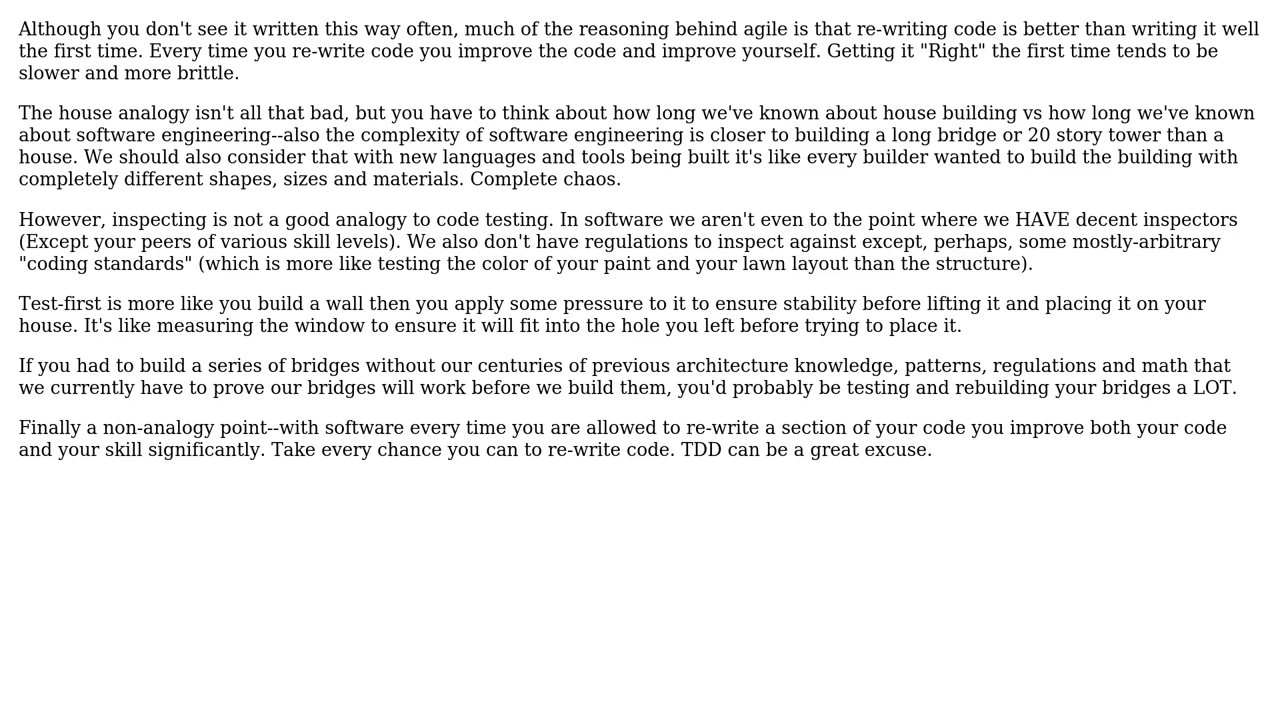 Although you don't see it written this way often, much of the reasoning behind agile is that re-writing code is better than writing it well
the first time. Every time you re-write code you improve the code and improve yourself. Getting it "Right" the first time tends to be
slower and more brittle.
The house analogy isn't all that bad, but you have to think about how long we've known about house building vs how long we've known
about software engineering--also the complexity of software engineering is closer to building a long bridge or 20 story tower than a
house. We should also consider that with new languages and tools being built it's like every builder wanted to build the building with
completely different shapes, sizes and materials. Complete chaos.
However, inspecting is not a good analogy to code testing. In software we aren't even to the point where we HAVE decent inspectors
(Except your peers of various skill levels). We also don't have regulations to inspect against except, perhaps, some mostly-arbitrary
"coding standards" (which is more like testing the color of your paint and your lawn layout than the structure).
Test-first is more like you build a wall then you apply some pressure to it to ensure stability before lifting it and placing it on your
house. It's like measuring the window to ensure it will fit into the hole you left before trying to place it.
If you had to build a series of bridges without our centuries of previous architecture knowledge, patterns, regulations and math that
we currently have to prove our bridges will work before we build them, you'd probably be testing and rebuilding your bridges a LOT.
Finally a non-analogy point--with software every time you are allowed to re-write a section of your code you improve both your code
and your skill significantly. Take every chance you can to re-write code. TDD can be a great excuse.